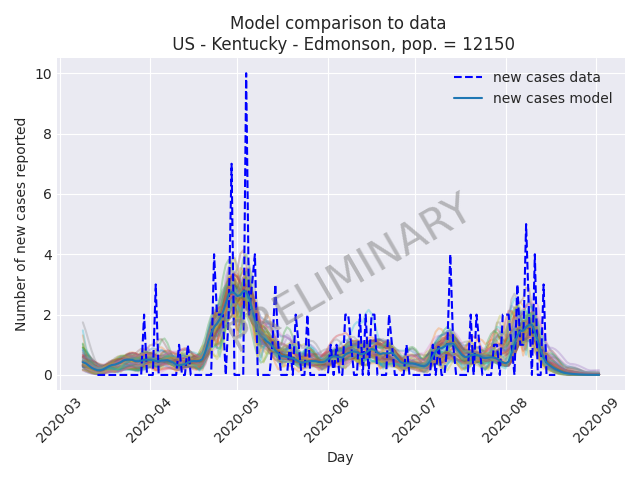 Model comparison to data
US - Kentucky - Edmonson, pop. = 12150
new cases data
new cases model
10
8
6
4
2
0
Number of new cases reported
PRELIMINARY
2020-03
2020-04
2020-05
2020-06
2020-07
2020-08
2020-09
Day